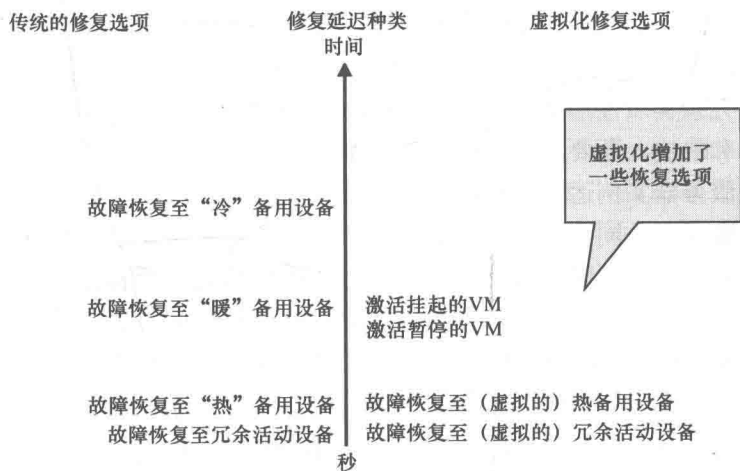 传统的修复选项
修复延迟种类
时间
虚拟化修复选项
虚拟化增加了
一些恢复选项
故障恢复至“冷”备用设备
故障恢复至“暖”备用设备
激活挂起的VM
激活暂停的VM
故障恢复至“热”备用设备
故障恢复至（虚拟的）热备用设备
故障恢复至冗余活动设备
故障恢复至（虚拟的）冗余活动设备
秒